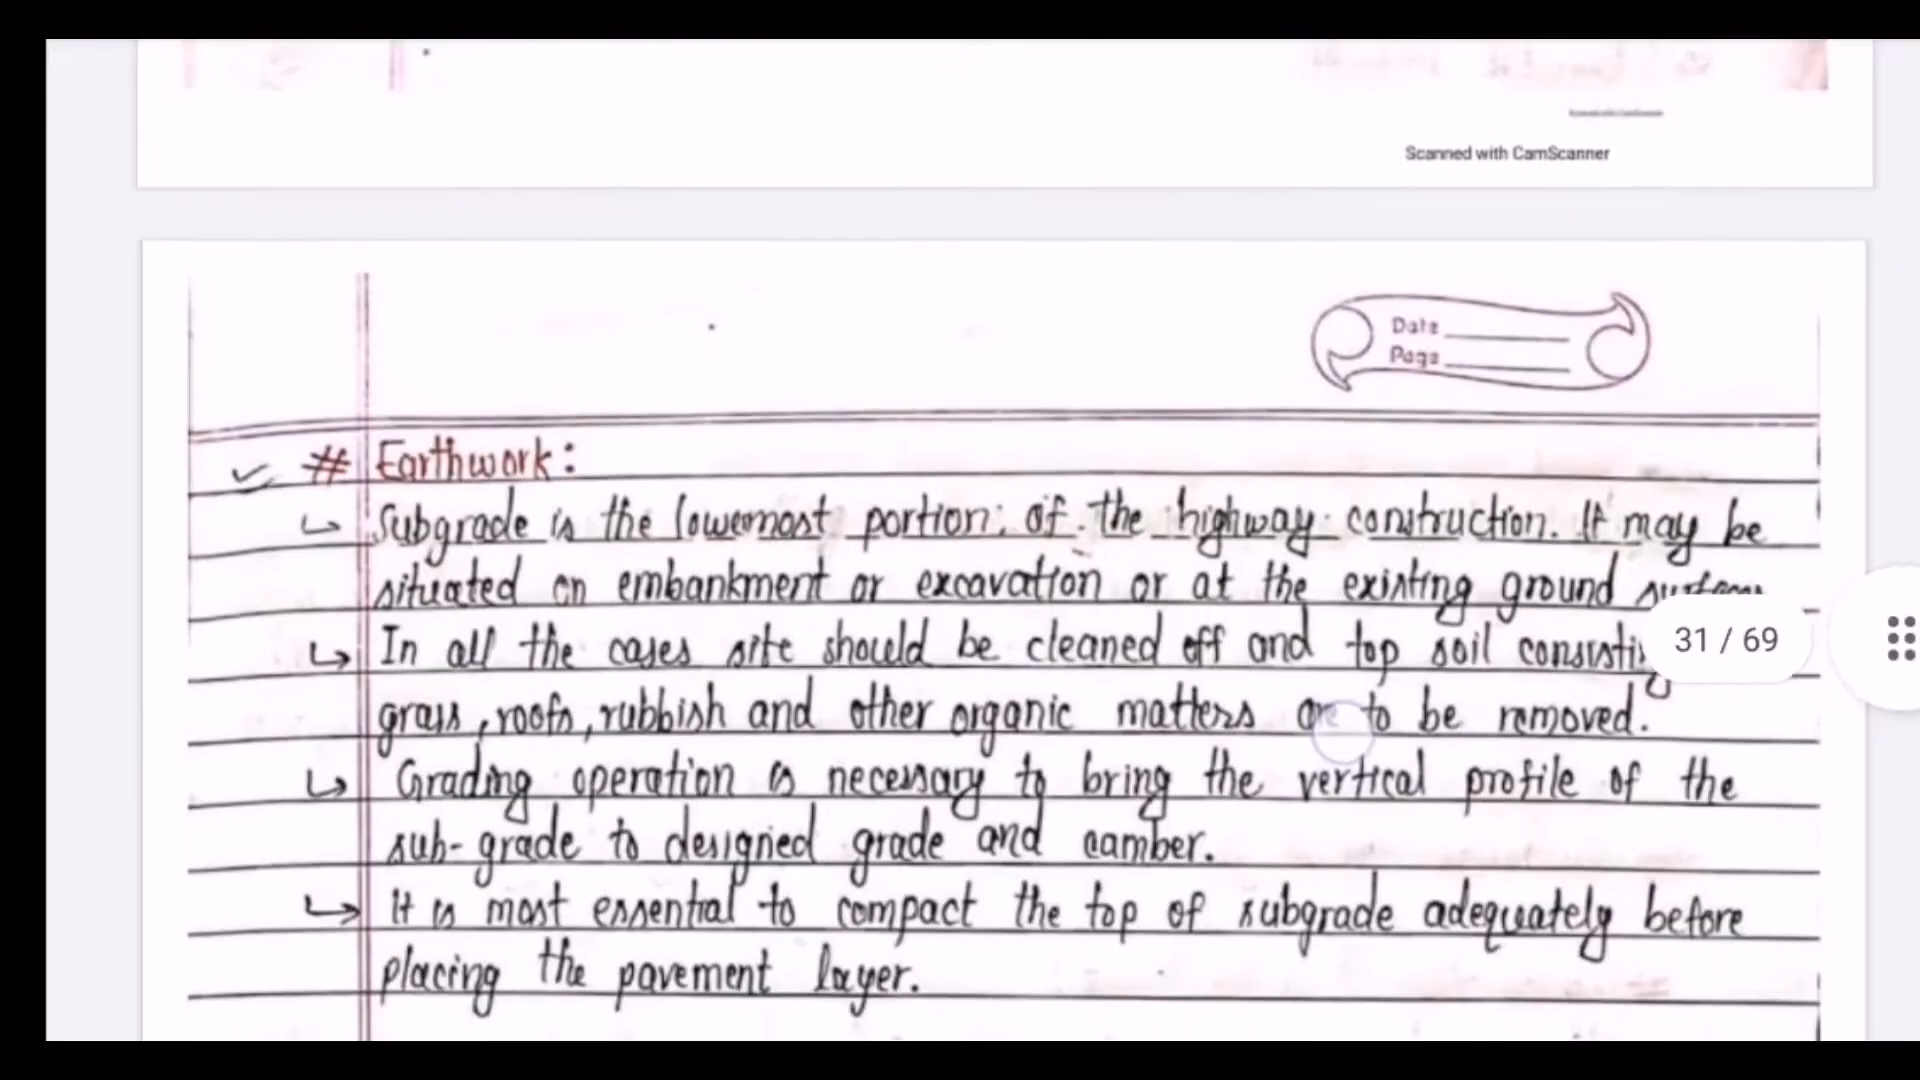 Scanned with CamScanner
Date
Page
# Earthwork:
↳ Subgrade is the lowermost portion of the highway construction. It may be
situated on embankment or excavation or at the existing ground
↳ In all the cases site should be cleaned off and top soil
31 / 69
grass, roots, rubbish and other organic matters are to be removed.
↳ Grading operation is necessary to bring the vertical profile of the
sub-grade to designed grade and camber.
↳ It is most essential to compact the top of subgrade adequately before
placing the pavement layer.